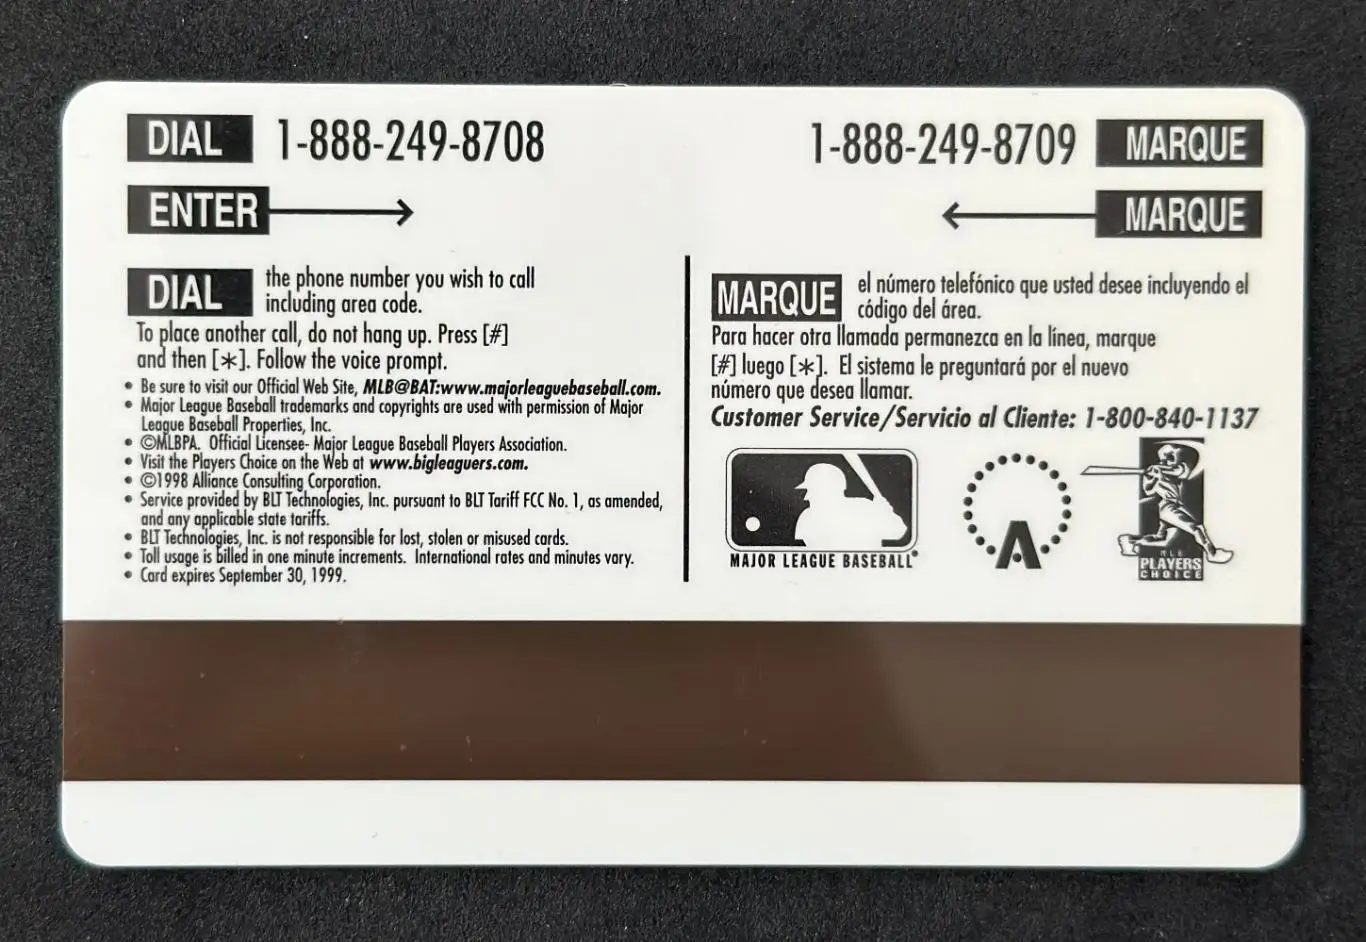 DIAL 1-888-249-8708
ENTER
DIAL the phone number you wish to call
including area code.
To place another call, do not hang up. Press [#]
and then [*]. Follow the voice prompt.
• Be sure to visit our Official Web Site, MLB@BAT:www.majorleaguebaseball.com.
• Major League Baseball trademarks and copyrights are used with permission of Major
League Baseball Properties, Inc.
• ©MLBPA. Official Licensee- Major League Baseball Players Association.
• Visit the Players Choice on the Web at www.bigleaguers.com.
• ©1998 Alliance Consulting Corporation.
• Service provided by BLT Technologies, Inc. pursuant to BLT Tariff FCC No. 1, as amended,
and any applicable state tariffs.
• BLT Technologies, Inc. is not responsible for lost, stolen or misused cards.
• Toll usage is billed in one minute increments. International rates and minutes vary.
• Card expires September 30, 1999.
1-888-249-8709 MARQUE
MARQUE
MARQUE el número telefónico que usted desee incluyendo el
código del área.
Para hacer otra llamada permanezca en la línea, marque
[#] luego [*]. El sistema le preguntará por el nuevo
número que desea llamar.
Customer Service/Servicio al Cliente: 1-800-840-1137
MAJOR LEAGUE BASEBALL®
A
MLB
PLAYERS
CHOICE